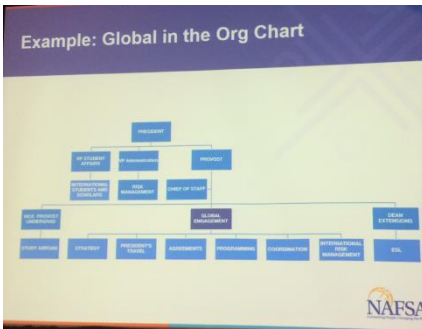 Example: Global in the Org Chart
PRESIDENT
VP STUDENT
AFFAIRS
VP Administration
PROVOST
INTERNATIONAL
STUDENTS AND
SCHOLARS
RISK
MANAGEMENT
CHIEF OF STAFF
VICE PROVOST
UNDERGRAD
GLOBAL
ENGAGEMENT
DEAN
EXTENSIONS
STUDY ABROAD
STRATEGY
PRESIDENT'S
TRAVEL
AGREEMENTS
PROGRAMMING
COORDINATION
INTERNATIONAL
RISK
MANAGEMENT
ESL
NAFSA